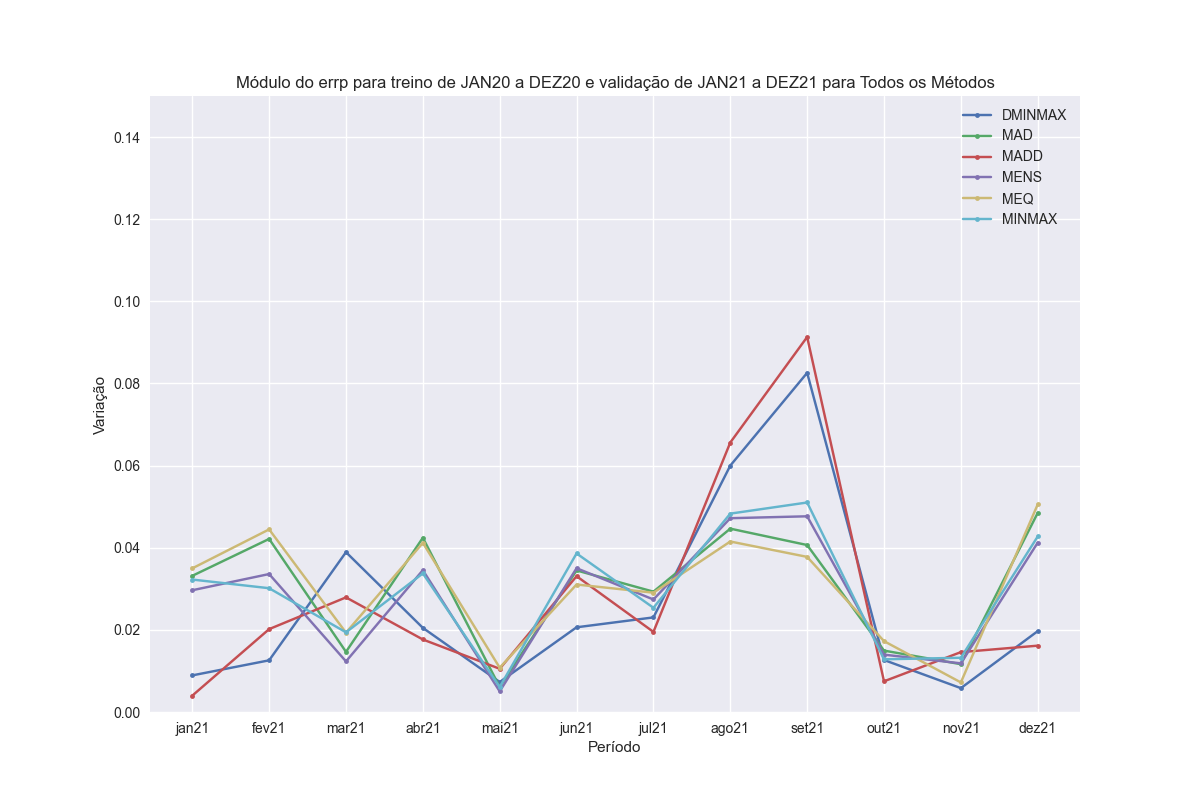 Módulo do errp para treino de JAN20 a DEZ20 e validação de JAN21 a DEZ21 para Todos os Métodos
DMINMAX
MAD
MADD
MENS
MEQ
MINMAX
0.14
0.12
0.10
0.08
0.06
0.04
0.02
0.00
Variação
jan21 fev21 mar21 abr21 mai21 jun21 jul21 ago21 set21 out21 nov21 dez21
Período